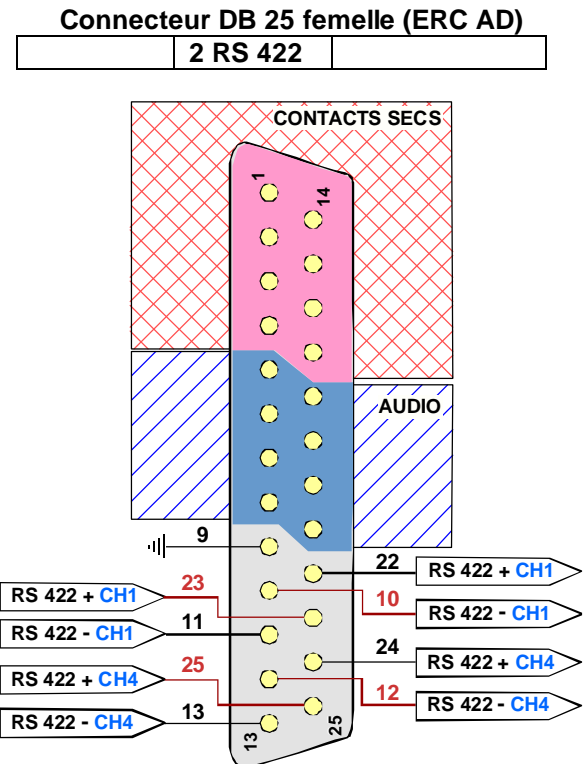 Connecteur DB 25 femelle (ERC AD)
2 RS 422
CONTACTS SECS
1
14
AUDIO
9
22
RS 422 + CH1
RS 422 + CH1
23
10
RS 422 - CH1
RS 422 - CH1
11
24
RS 422 + CH4
RS 422 + CH4
25
12
RS 422 - CH4
RS 422 - CH4
13
13
25